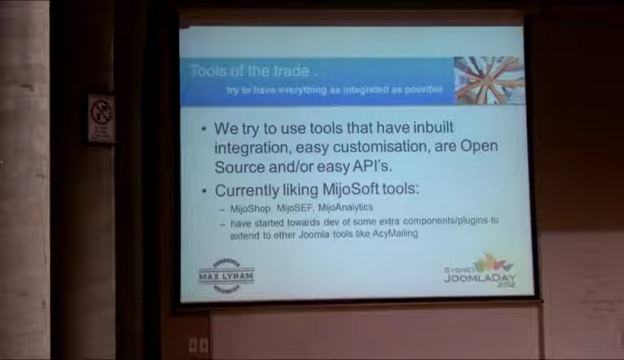 Tools of the trade .
try to have everything as integrated as possible
• We try to use tools that have inbuilt
integration, easy customisation, are Open
Source and/or easy API's.
• Currently liking MijoSoft tools:
– MijoShop, MijoSEF, MijoAnalytics
– have started towards dev of some extra components/plugins to
extend to other Joomla tools like AcyMailing
MAX LYNAM
SYDNEY
JOOMLADAY
2012